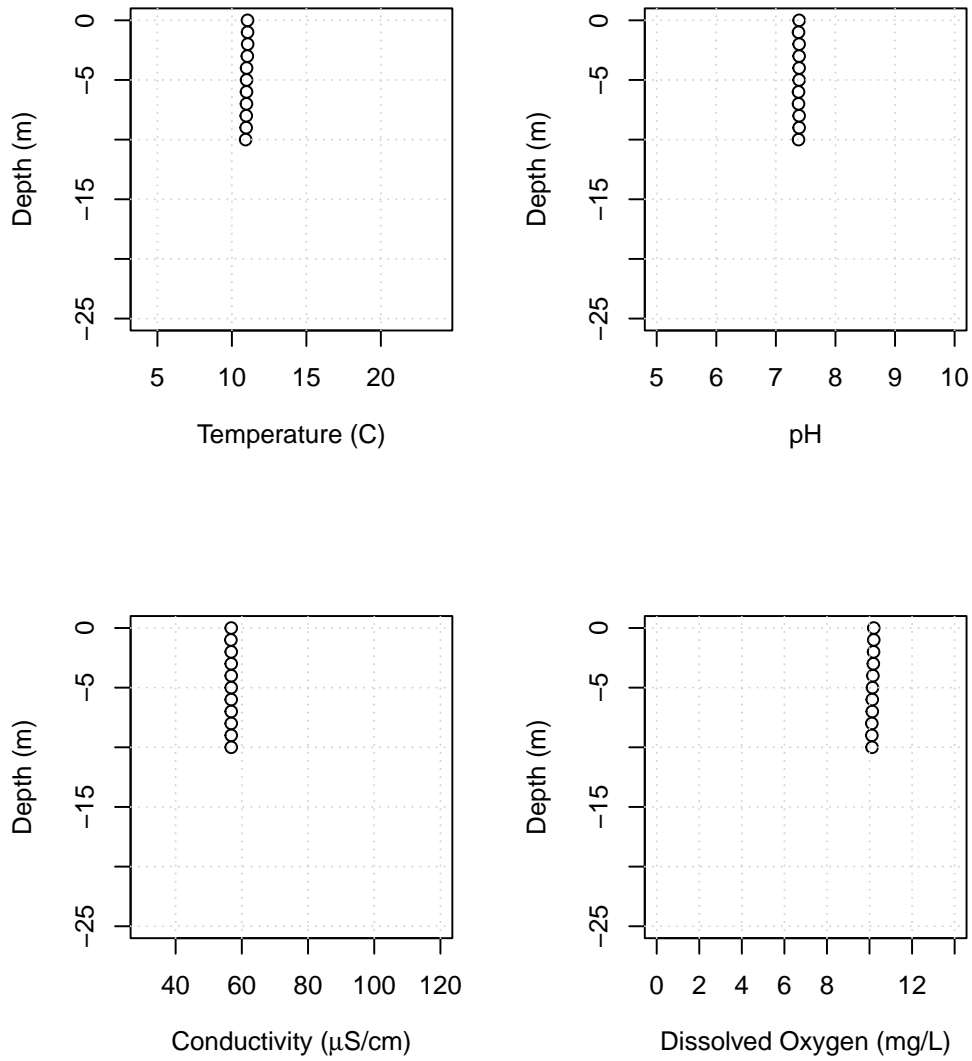 0
−5
−15
−25
Depth (m)
5 10 15 20
Temperature (C)
0
−5
−15
−25
Depth (m)
5 6 7 8 9 10
pH
0
−5
−15
−25
Depth (m)
40 60 80 100 120
Conductivity (μS/cm)
0
−5
−15
−25
Depth (m)
0 2 4 6 8 12
Dissolved Oxygen (mg/L)